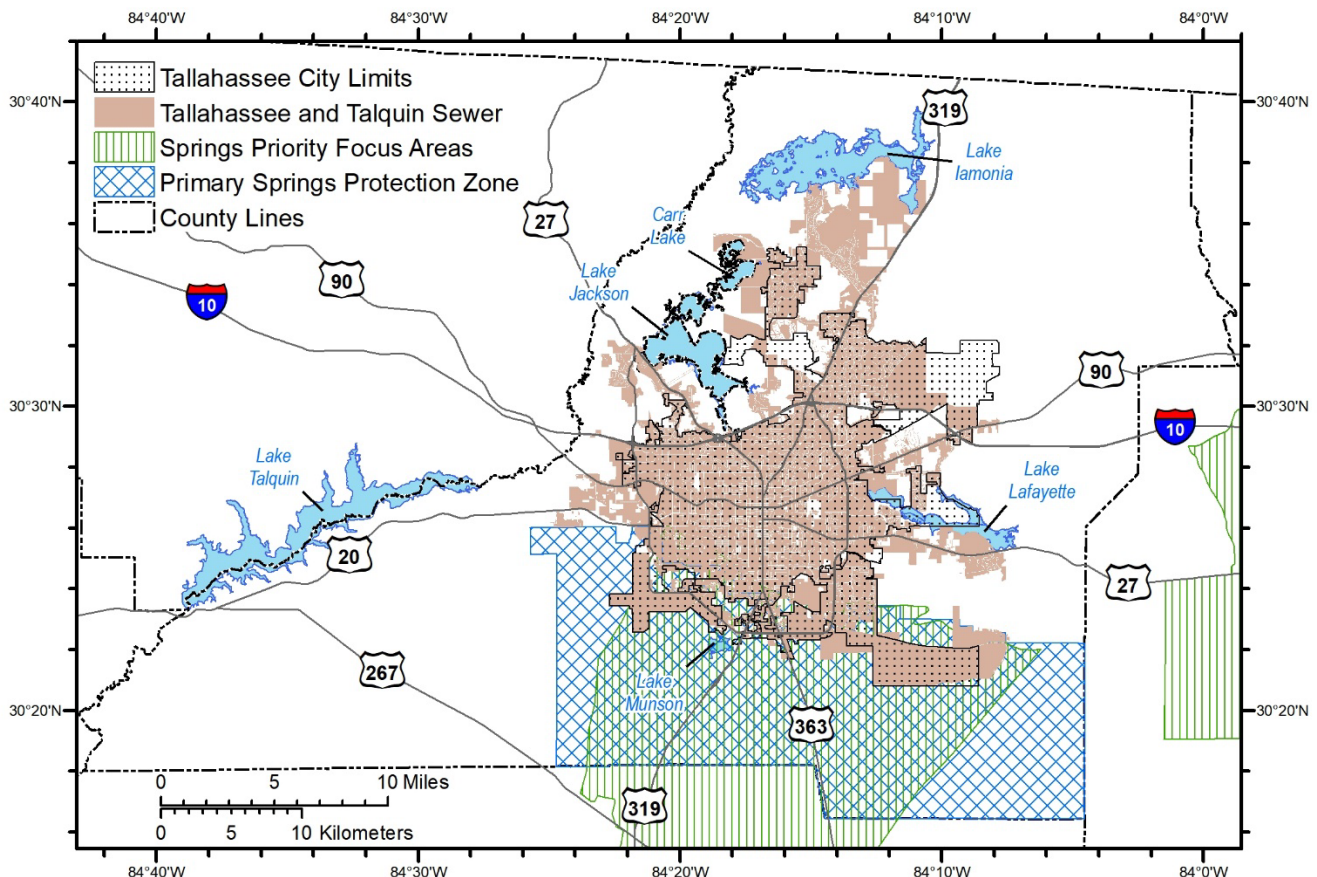 84°40'W 84°30'W 84°20'W 84°10'W 84°0'W
Tallahassee City Limits
Tallahassee and Talquin Sewer
Springs Priority Focus Areas
Primary Springs Protection Zone
County Lines
30°40'N
30°40'N
319
Lake
Iamonia
27
Carr
Lake
90
Lake
Jackson
10
90
30°30'N
30°30'N
10
Lake
Talquin
Lake
Lafayette
20
27
267
Lake
Munson
30°20'N
30°20'N
363
0 5 10 Miles
319
0 5 10 Kilometers
84°40'W 84°30'W 84°20'W 84°10'W 84°0'W